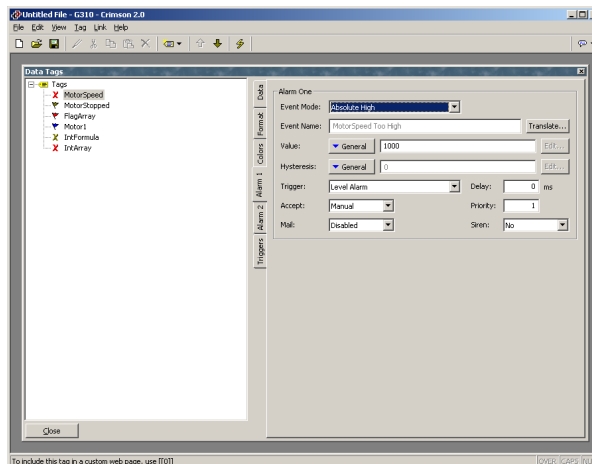 Untitled File - G310 - Crimson 2.0
File Edit View Tag Link Help
Data Tags
Tags
MotorSpeed
MotorStopped
FlagArray
Motor1
IntFormula
IntArray
Data
Format
Colors
Alarm 1
Alarm 2
Triggers
Alarm One
Event Mode: Absolute High
Event Name: MotorSpeed Too High Translate...
Value: General 1000 Edit...
Hysteresis: General 0 Edit...
Trigger: Level Alarm Delay: 0 ms
Accept: Manual Priority: 1
Mail: Disabled Siren: No
Close
To include this tag in a custom web page, use [[T0]] OVER CAPS NU